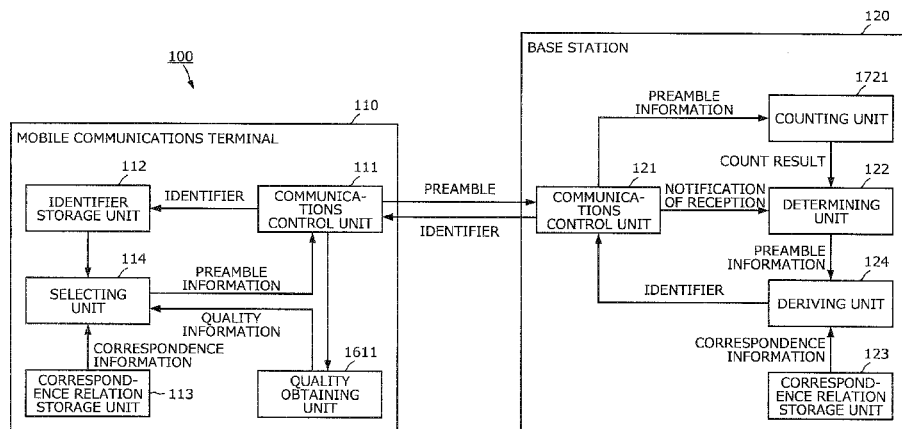 100
120
BASE STATION
1721
PREAMBLE
INFORMATION
COUNTING UNIT
COUNT RESULT
110
MOBILE COMMUNICATIONS TERMINAL
112
IDENTIFIER
STORAGE UNIT
IDENTIFIER
111
COMMUNICA-
TIONS
CONTROL UNIT
PREAMBLE
IDENTIFIER
121
COMMUNICA-
TIONS
CONTROL UNIT
NOTIFICATION
OF RECEPTION
122
DETERMINING
UNIT
PREAMBLE
INFORMATION
114
SELECTING
UNIT
PREAMBLE
INFORMATION
QUALITY
INFORMATION
124
IDENTIFIER
DERIVING UNIT
CORRESPONDENCE
INFORMATION
CORRESPOND-
ENCE RELATION
STORAGE UNIT
113
1611
QUALITY
OBTAINING
UNIT
CORRESPONDENCE
INFORMATION
123
CORRESPOND-
ENCE RELATION
STORAGE UNIT